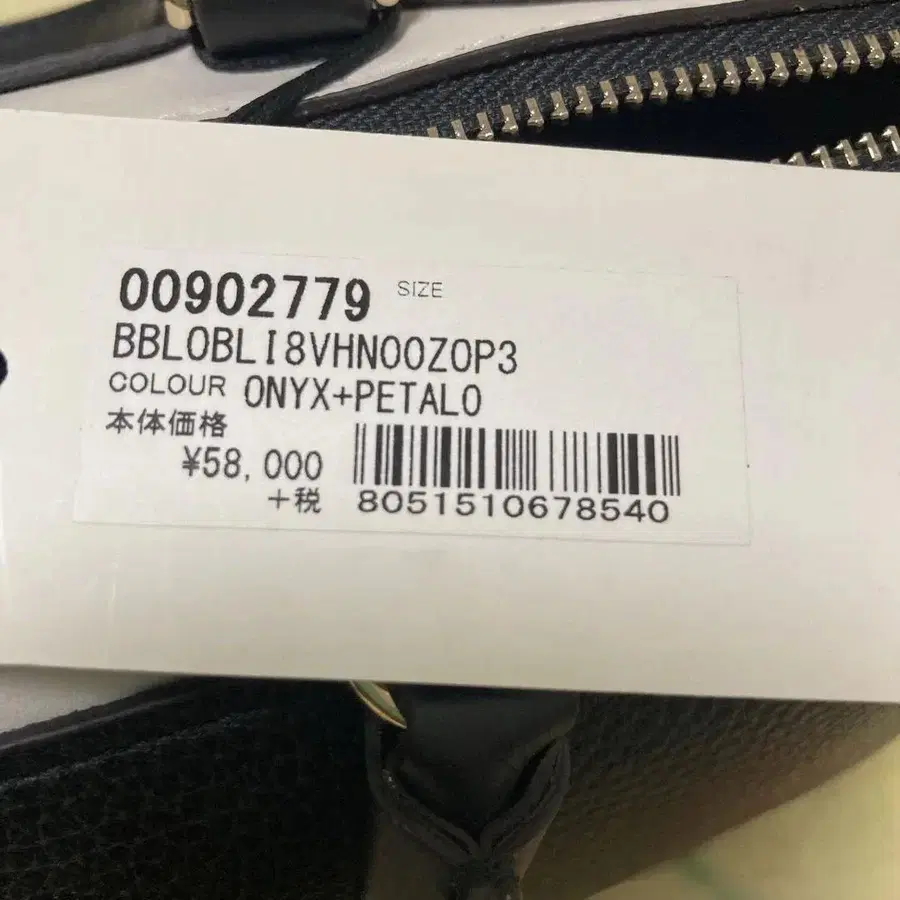 00902779 SIZE
BBLOBLI8VHN00Z0P3
COLOUR ONYX+PETALO
本体価格
¥58,000
+税
8051510678540